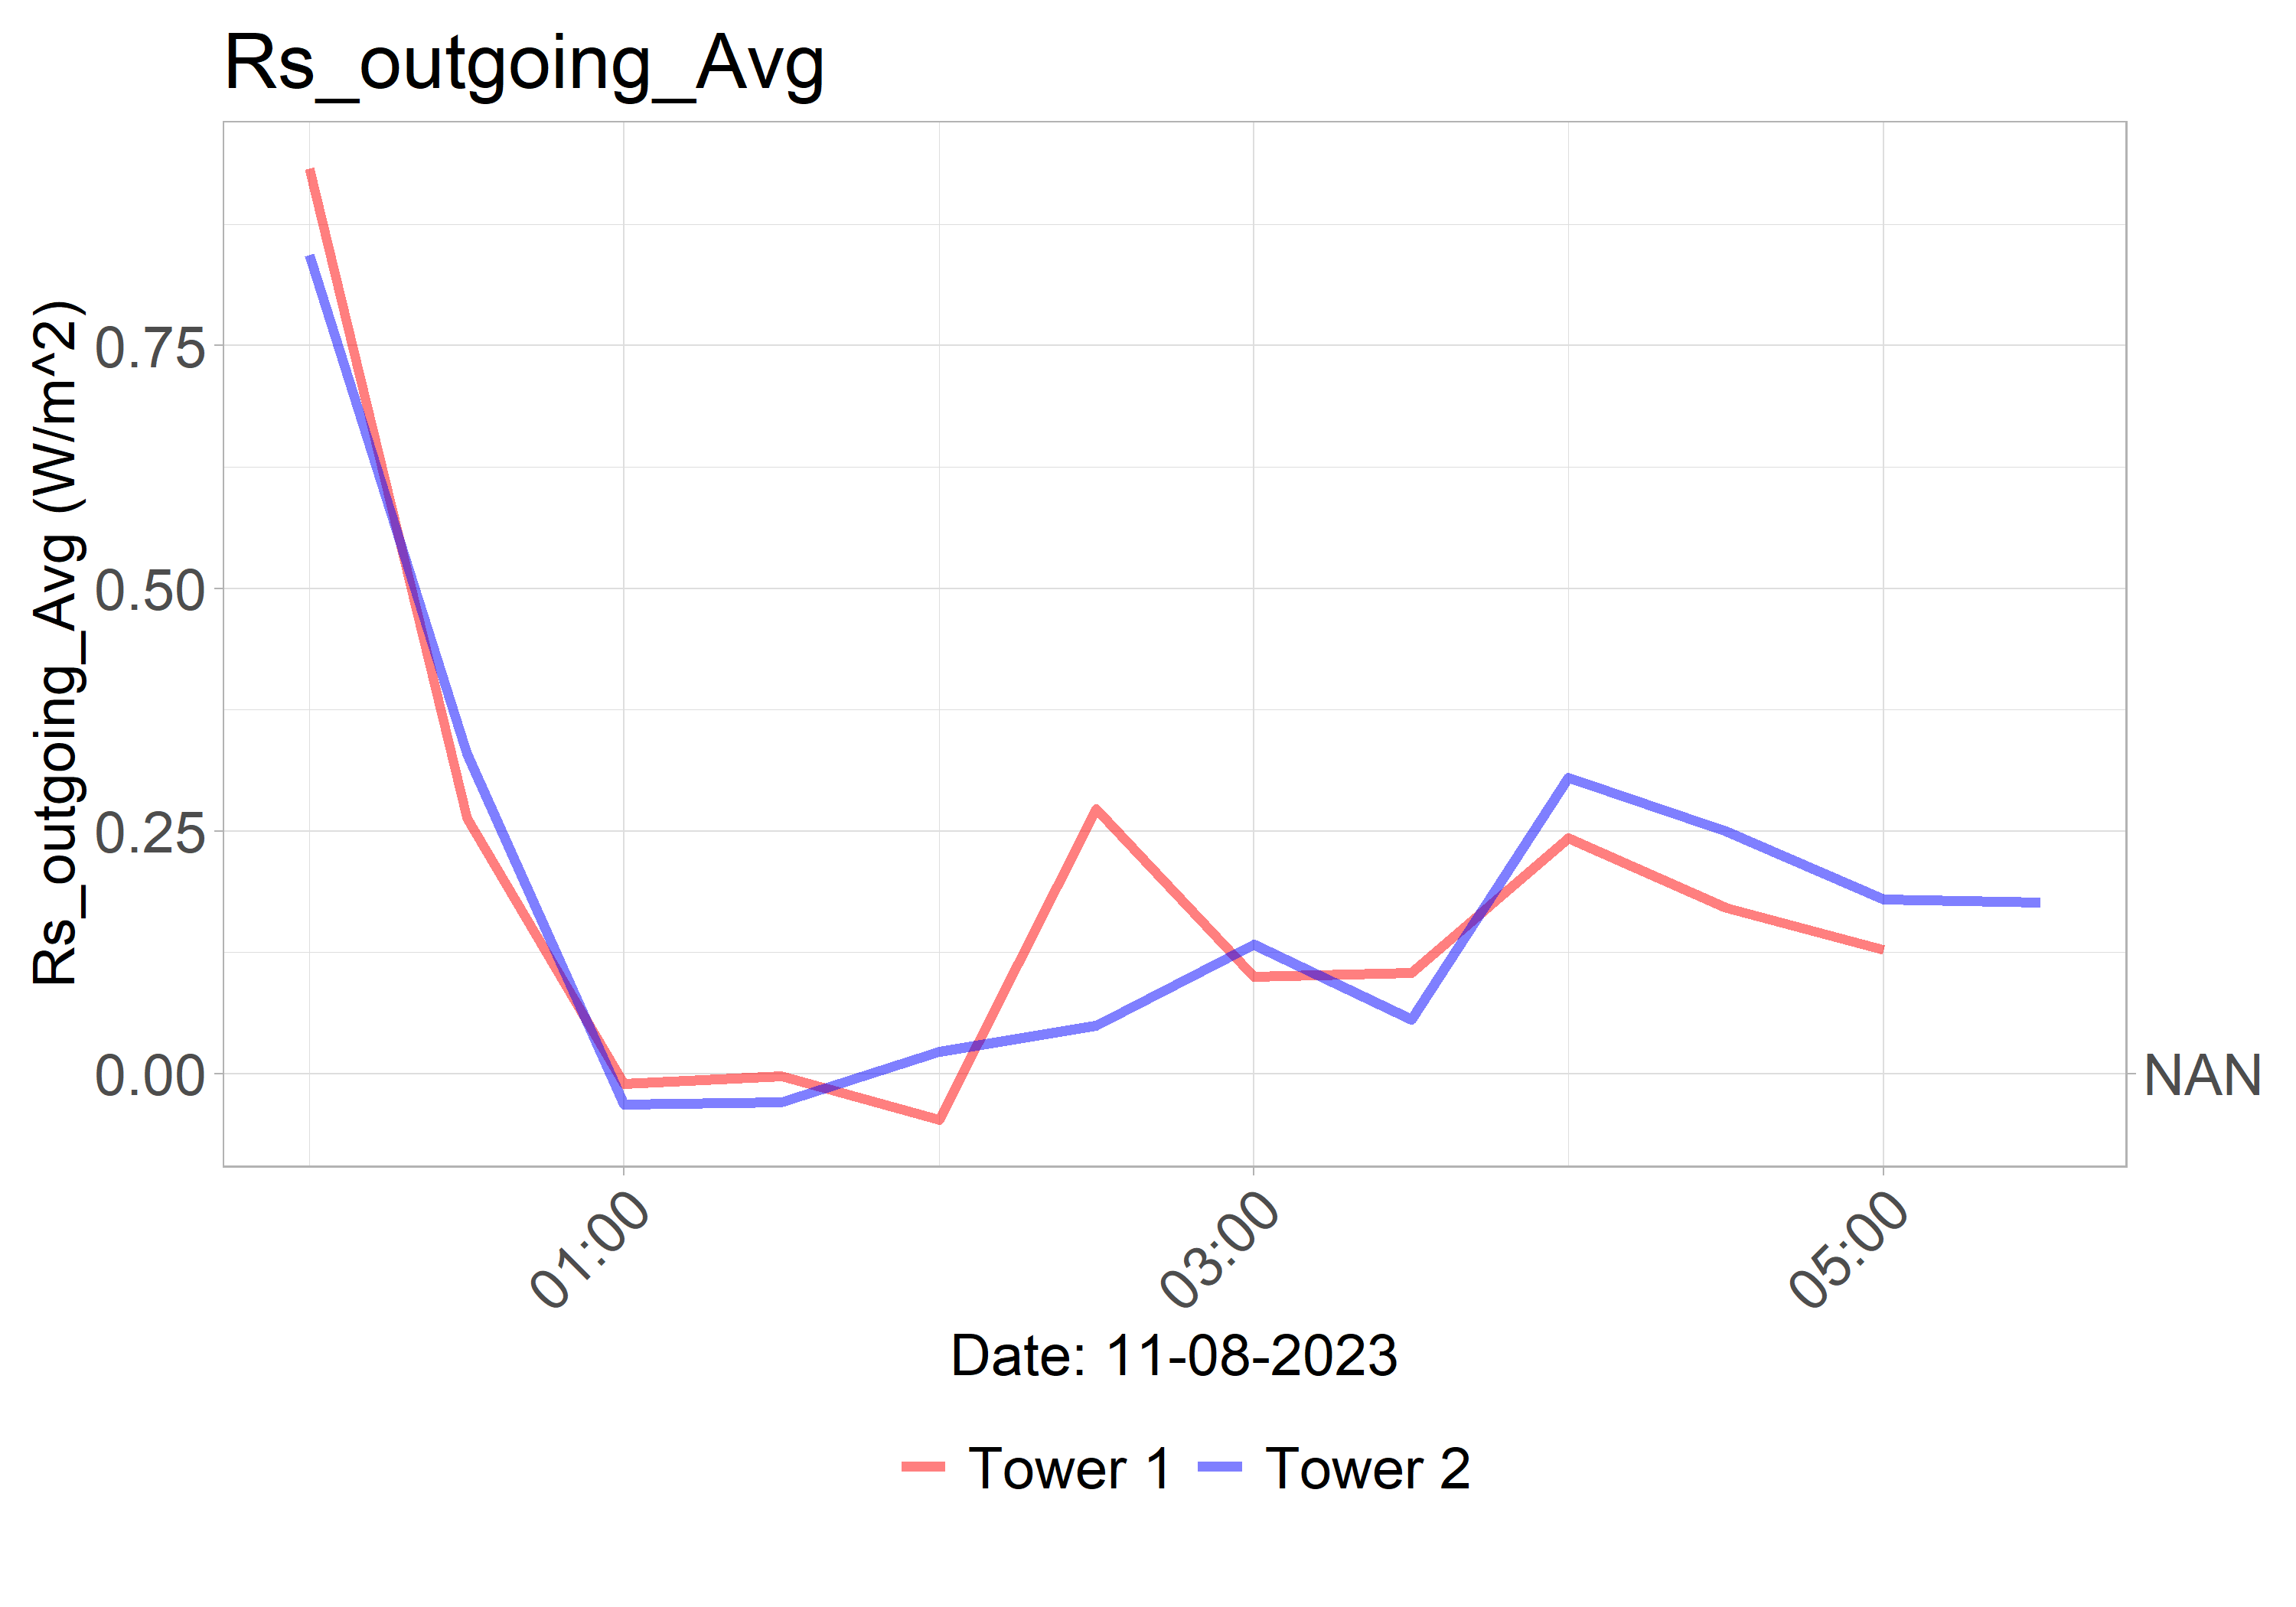 Rs_outgoing_Avg
Rs_outgoing_Avg (W/m^2)
0.75
0.50
0.25
0.00
NAN
01:00
03:00
05:00
Date: 11-08-2023
Tower 1
Tower 2